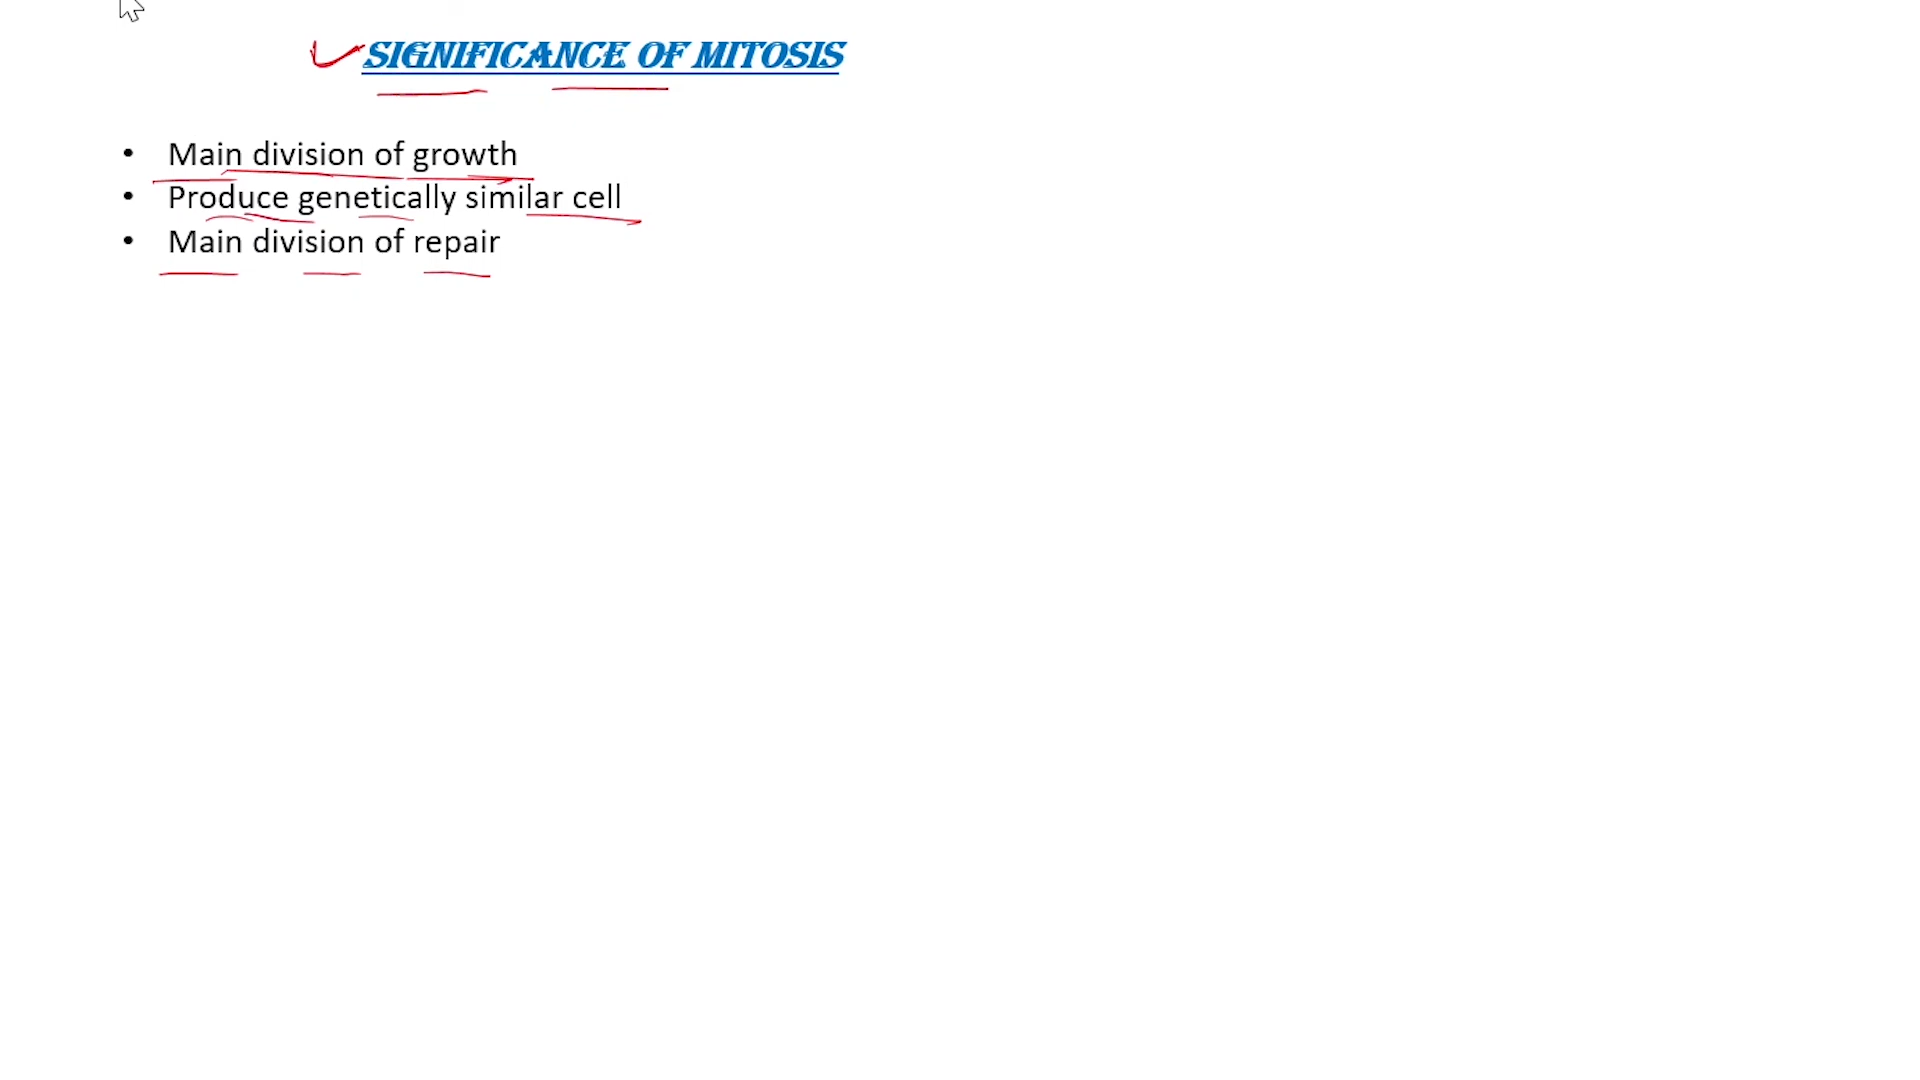 SIGNIFICANCE OF MITOSIS
• Main division of growth
• Produce genetically similar cell
• Main division of repair